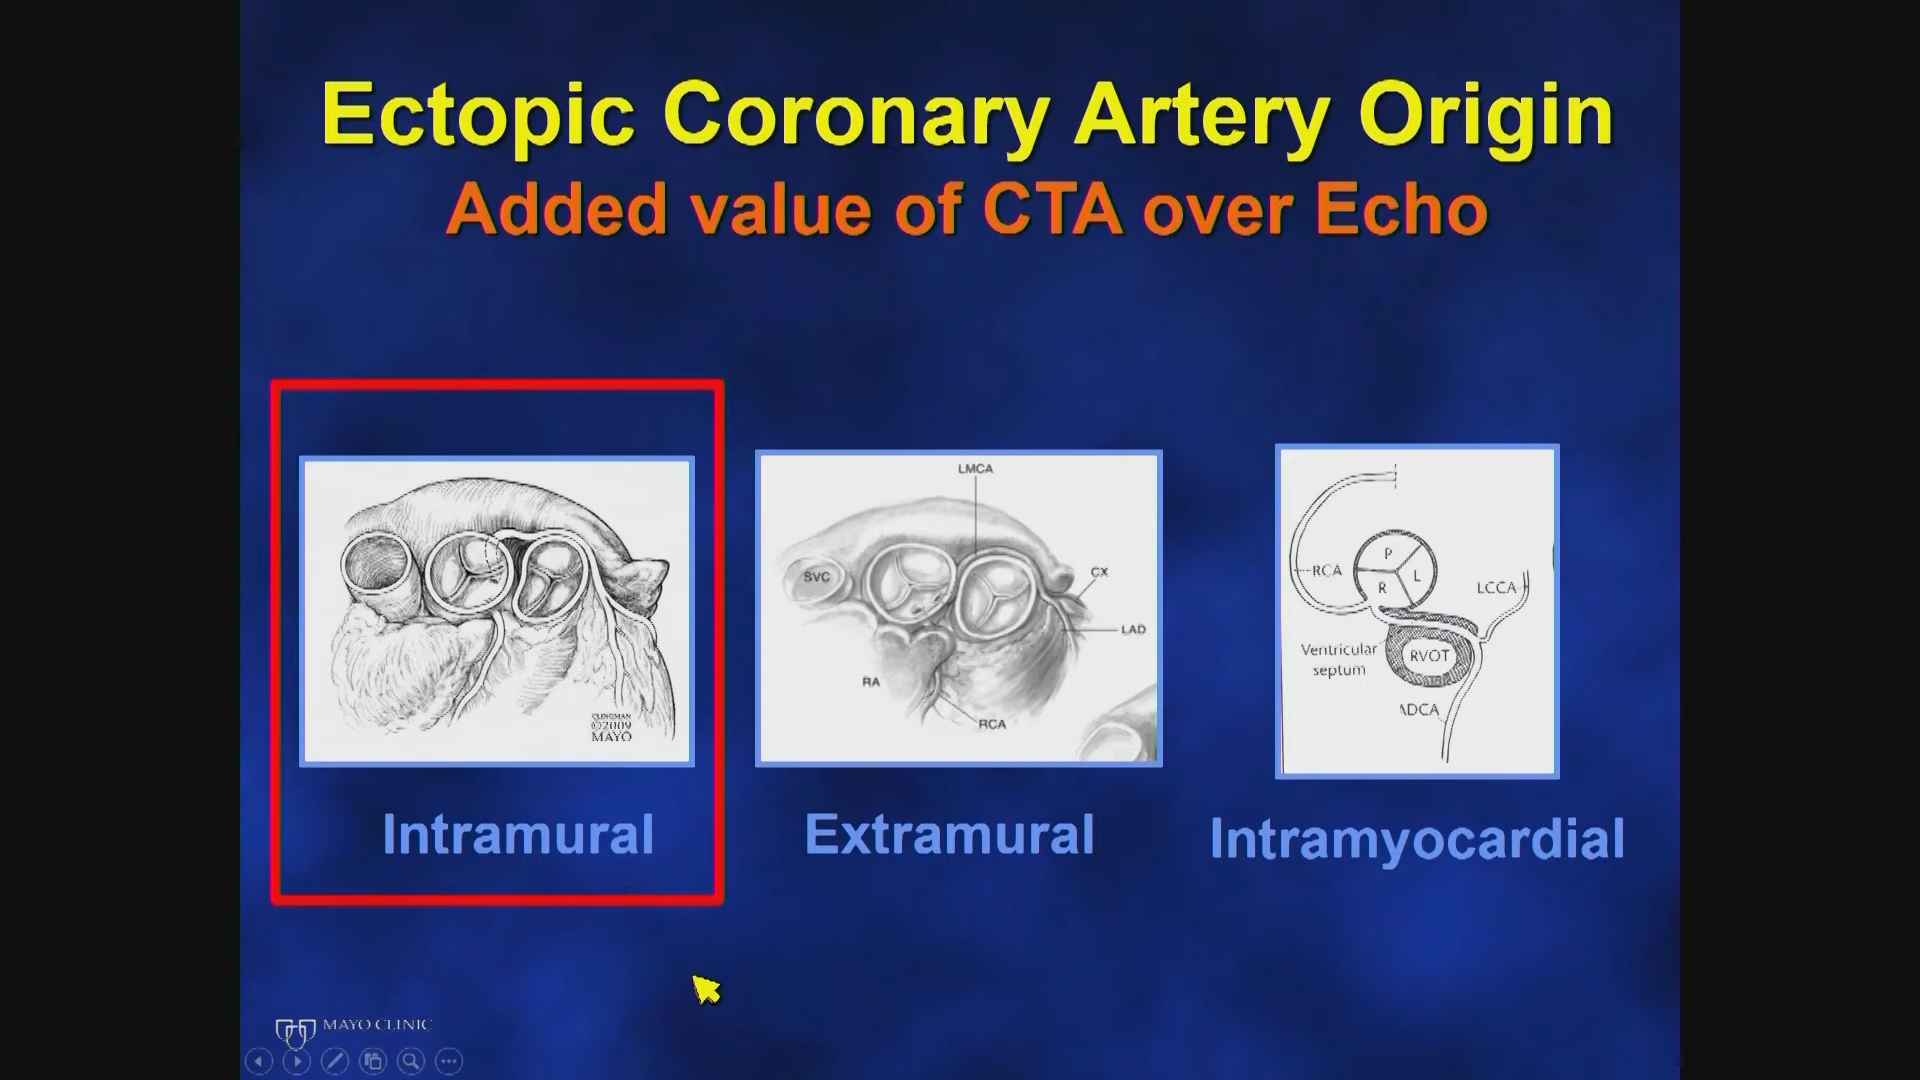 Ectopic Coronary Artery Origin
Added value of CTA over Echo
CLINGMAN
©2009
MAYO
Intramural
LMCA
SVC
CX
LAD
RA
RCA
Extramural
P
RCA
L
R
LCCA
Ventricular
septum
RVOT
ADCA
Intramyocardial
MAYO CLINIC